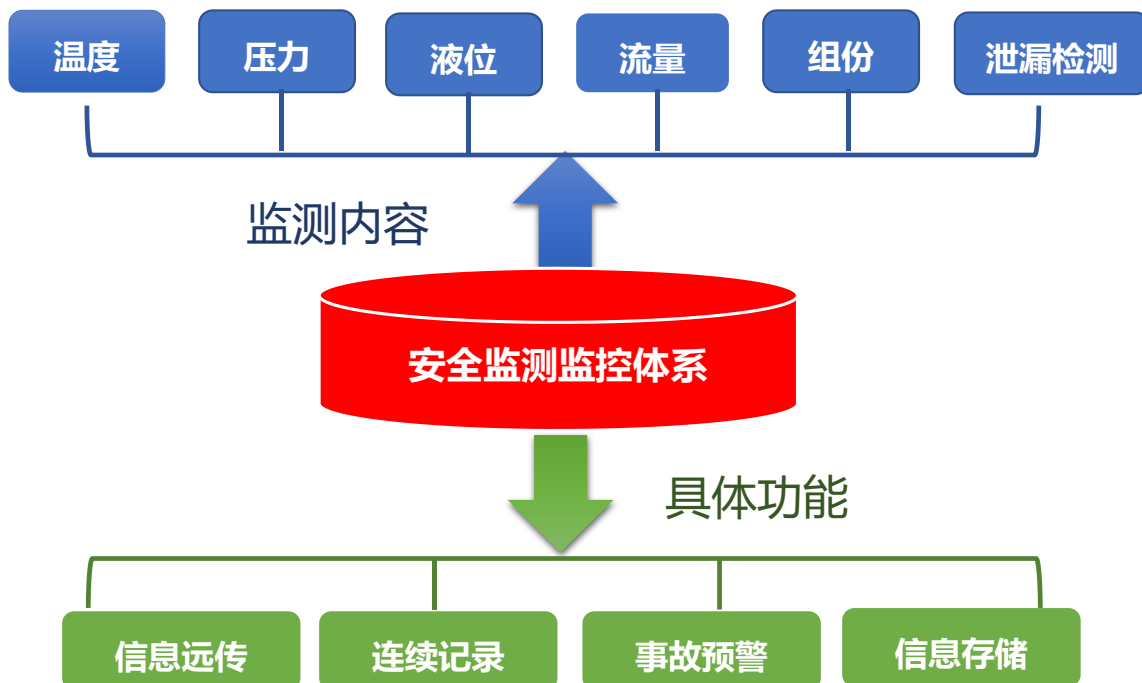 温度
压力
液位
流量
组份
泄漏检测
监测内容
安全监测监控体系
具体功能
信息远传
连续记录
事故预警
信息存储